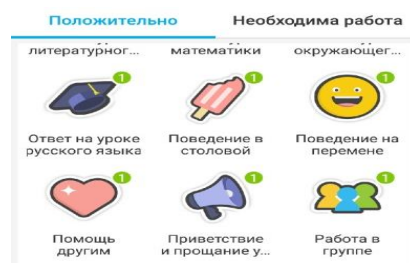 Положительно Необходима работа
литературног... математики окружающег...
1 1 1
Ответ на уроке Поведение в Поведение на
русского языка столовой перемене
1 1 1
Помощь Приветствие Работа в
другим и прощание у... группе